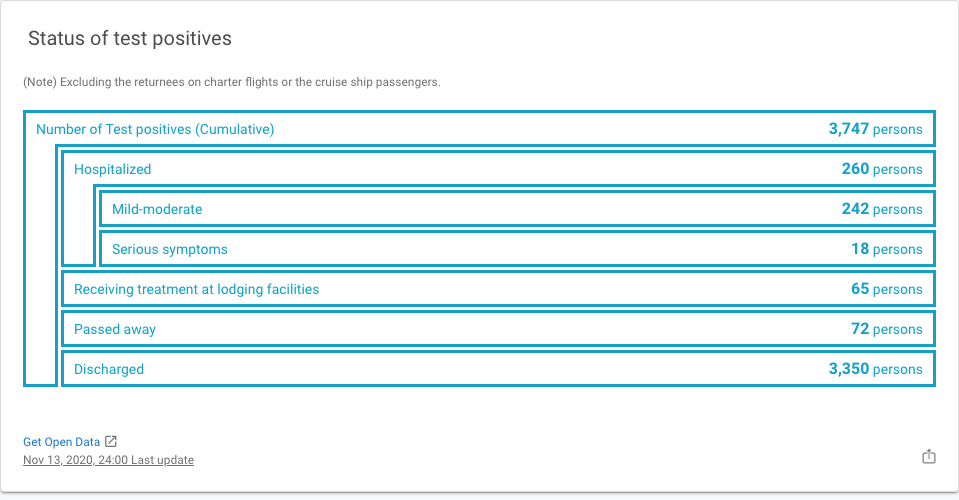 Status of test positives
(Note) Excluding the returnees on charter flights or the cruise ship passengers.
Number of Test positives (Cumulative) 3,747 persons
Hospitalized 260 persons
Mild-moderate 242 persons
Serious symptoms 18 persons
Receiving treatment at lodging facilities 65 persons
Passed away 72 persons
Discharged 3,350 persons
Get Open Data
Nov 13, 2020, 24:00 Last update